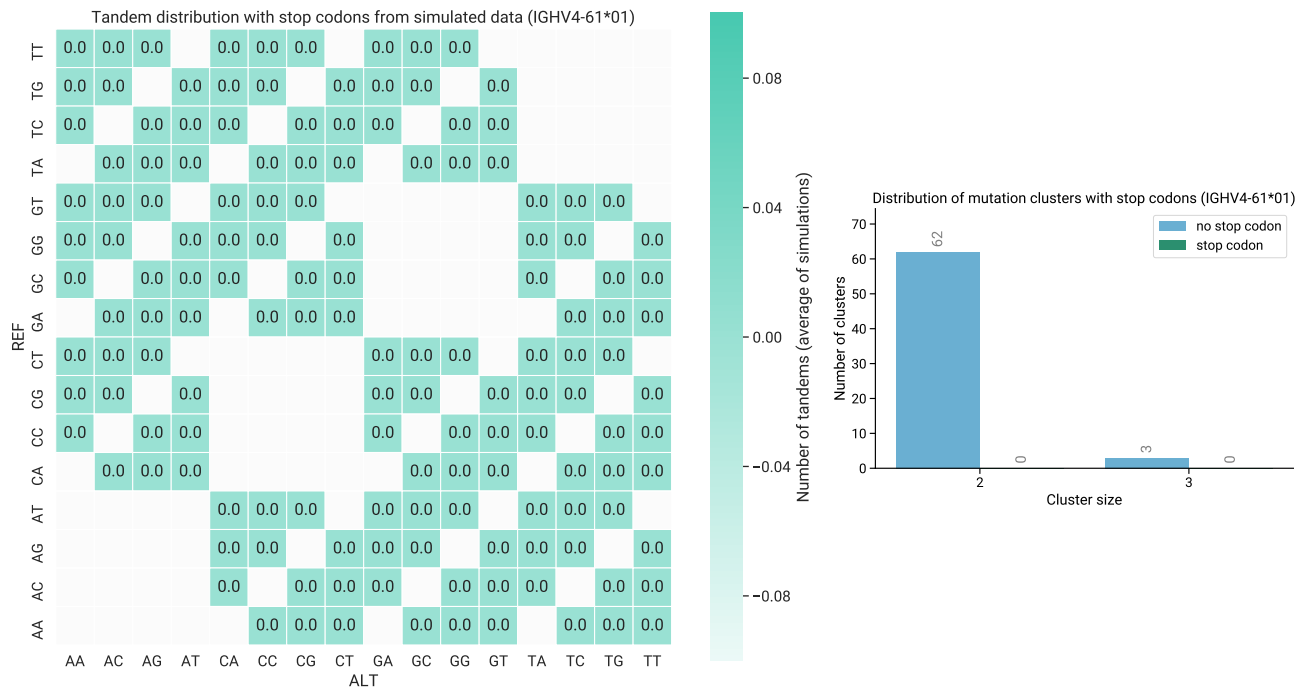 Tandem distribution with stop codons from simulated data (IGHV4-61*01)
REF
TT 0.0 0.0 0.0 0.0 0.0 0.0 0.0 0.0 0.0
TG 0.0 0.0 0.0 0.0 0.0 0.0 0.0 0.0 0.0
TC 0.0 0.0 0.0 0.0 0.0 0.0 0.0 0.0 0.0
TA 0.0 0.0 0.0 0.0 0.0 0.0 0.0 0.0 0.0
GT 0.0 0.0 0.0 0.0 0.0 0.0 0.0 0.0 0.0
GG 0.0 0.0 0.0 0.0 0.0 0.0 0.0 0.0 0.0
GC 0.0 0.0 0.0 0.0 0.0 0.0 0.0 0.0 0.0
GA 0.0 0.0 0.0 0.0 0.0 0.0 0.0 0.0 0.0
CT 0.0 0.0 0.0 0.0 0.0 0.0 0.0 0.0 0.0
CG 0.0 0.0 0.0 0.0 0.0 0.0 0.0 0.0 0.0
CC 0.0 0.0 0.0 0.0 0.0 0.0 0.0 0.0 0.0
CA 0.0 0.0 0.0 0.0 0.0 0.0 0.0 0.0 0.0
AT 0.0 0.0 0.0 0.0 0.0 0.0 0.0 0.0 0.0
AG 0.0 0.0 0.0 0.0 0.0 0.0 0.0 0.0 0.0
AC 0.0 0.0 0.0 0.0 0.0 0.0 0.0 0.0 0.0
AA 0.0 0.0 0.0 0.0 0.0 0.0 0.0 0.0 0.0
AA AC AG AT CA CC CG CT GA GC GG GT TA TC TG TT
ALT
0.08
0.04
0.00
−0.04
−0.08
Number of tandems (average of simulations)
Distribution of mutation clusters with stop codons (IGHV4-61*01)
no stop codon
stop codon
Number of clusters
70
60
50
40
30
20
10
0
62
0
3
0
2 3
Cluster size